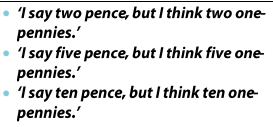 • ‘I say two pence, but I think two one-
pennies.’
• ‘I say five pence, but I think five one-
pennies.’
• ‘I say ten pence, but I think ten one-
pennies.’